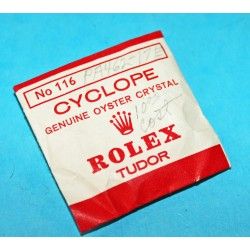 No 116
CYCLOPE
GENUINE OYSTER CRYSTAL
ROLEX
TUDOR